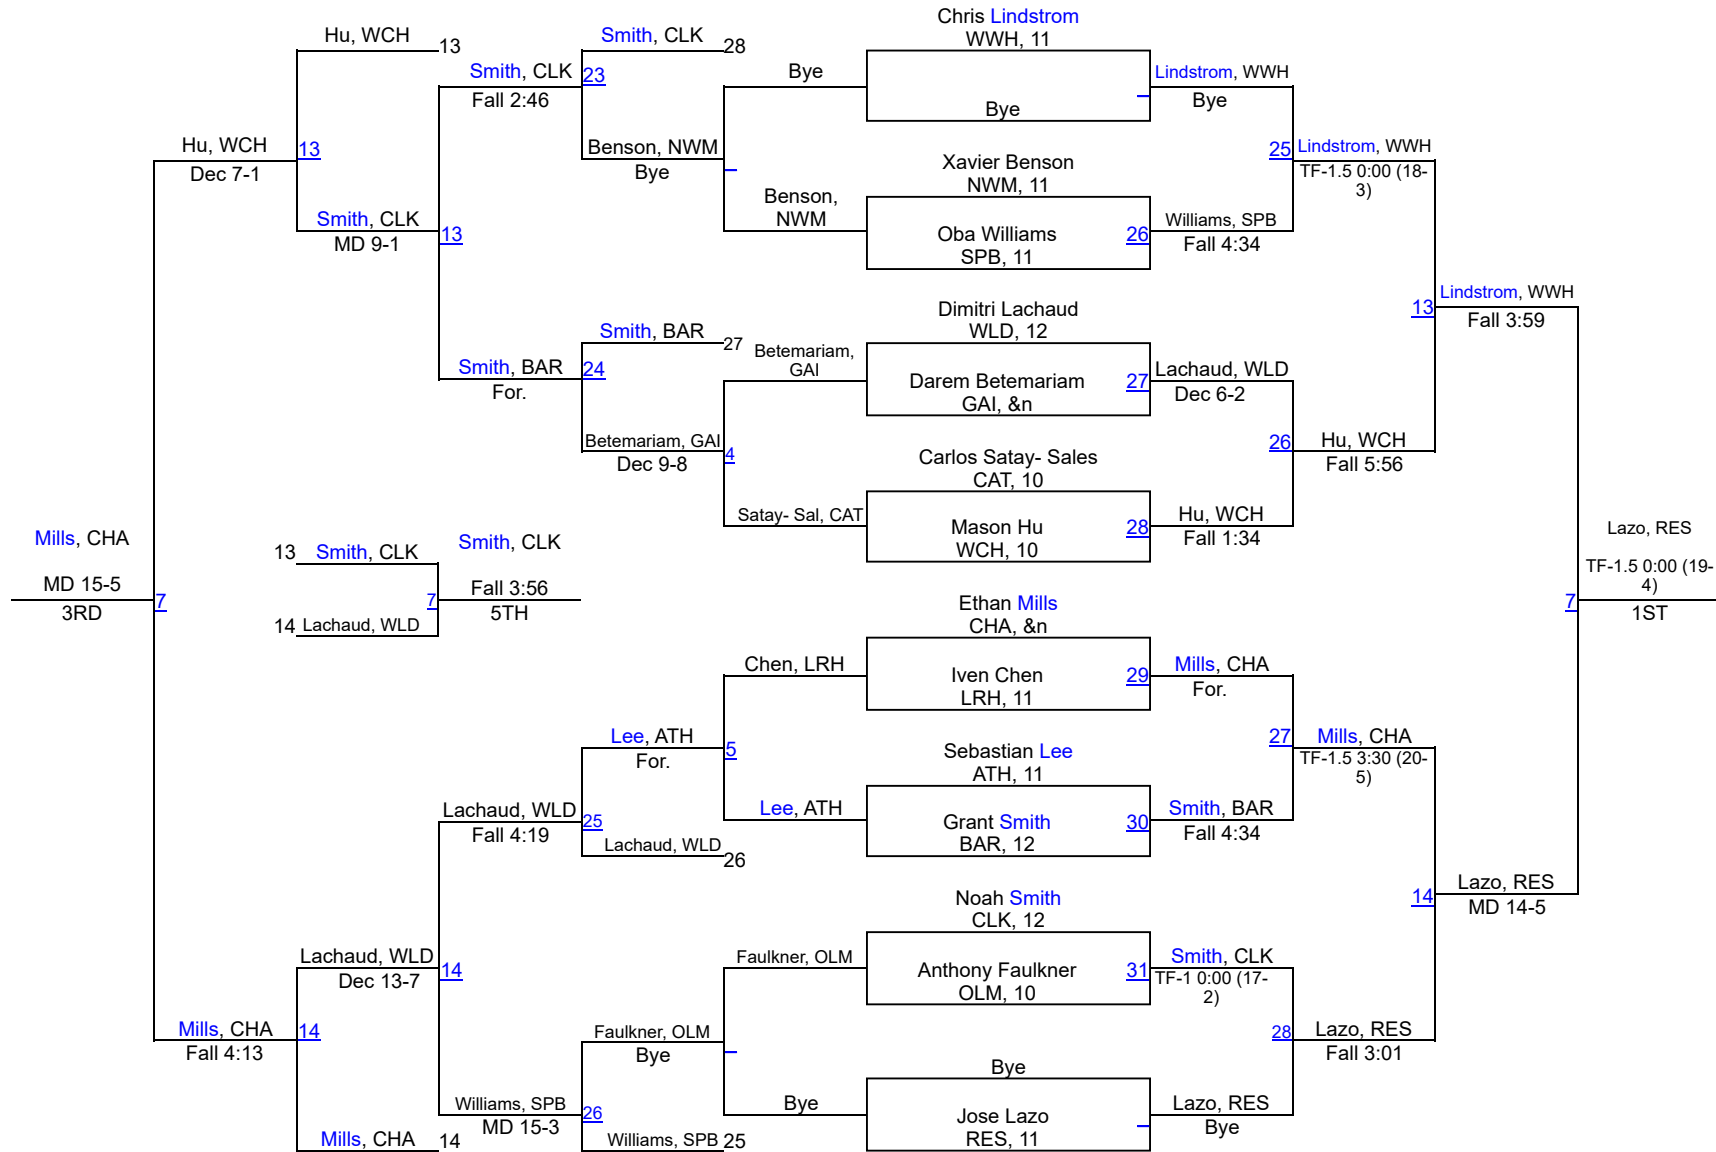 Chris Lindstrom
WWH, 11
Bye
Xavier Benson
NWM, 11
Oba Williams
SPB, 11
26
Dimitri Lachaud
WLD, 12
Darem Betemariam
GAI, &n
27
Carlos Satay- Sales
CAT, 10
Mason Hu
WCH, 10
28
Ethan Mills
CHA, &n
Iven Chen
LRH, 11
29
Sebastian Lee
ATH, 11
Grant Smith
BAR, 12
30
Noah Smith
CLK, 12
Anthony Faulkner
OLM, 10
31
Bye
Jose Lazo
RES, 11
Lindstrom, WWH
Bye
Williams, SPB
Fall 4:34
Lachaud, WLD
Dec 6-2
Hu, WCH
Fall 1:34
Mills, CHA
For.
Smith, BAR
Fall 4:34
Smith, CLK
TF-1 0:00 (17-
2)
Lazo, RES
Bye
25
Lindstrom, WWH
TF-1.5 0:00 (18-
3)
26
Hu, WCH
Fall 5:56
27
Mills, CHA
TF-1.5 3:30 (20-
5)
28
Lazo, RES
Fall 3:01
13
Lindstrom, WWH
Fall 3:59
14
Lazo, RES
MD 14-5
7
Lazo, RES
TF-1.5 0:00 (19-
4)
1ST
Bye
Benson,
NWM
Betemariam,
GAI
Satay- Sal, CAT
Chen, LRH
Lee, ATH
Faulkner, OLM
Bye
Smith, CLK
28
Benson, NWM
Bye
Smith, BAR
27
Betemariam, GAI
Dec 9-8
4
Lee, ATH
For.
5
Lachaud, WLD
26
Faulkner, OLM
Bye
Williams, SPB
25
Smith, CLK
Fall 2:46
23
Smith, BAR
For.
24
Lachaud, WLD
Fall 4:19
25
Williams, SPB
MD 15-3
26
Hu, WCH
13
Smith, CLK
MD 9-1
13
Lachaud, WLD
Dec 13-7
14
Mills, CHA
14
Hu, WCH
Dec 7-1
13
Mills, CHA
Fall 4:13
14
Mills, CHA
MD 15-5
3RD
7
13
Smith, CLK
14
Lachaud, WLD
7
Smith, CLK
Fall 3:56
5TH